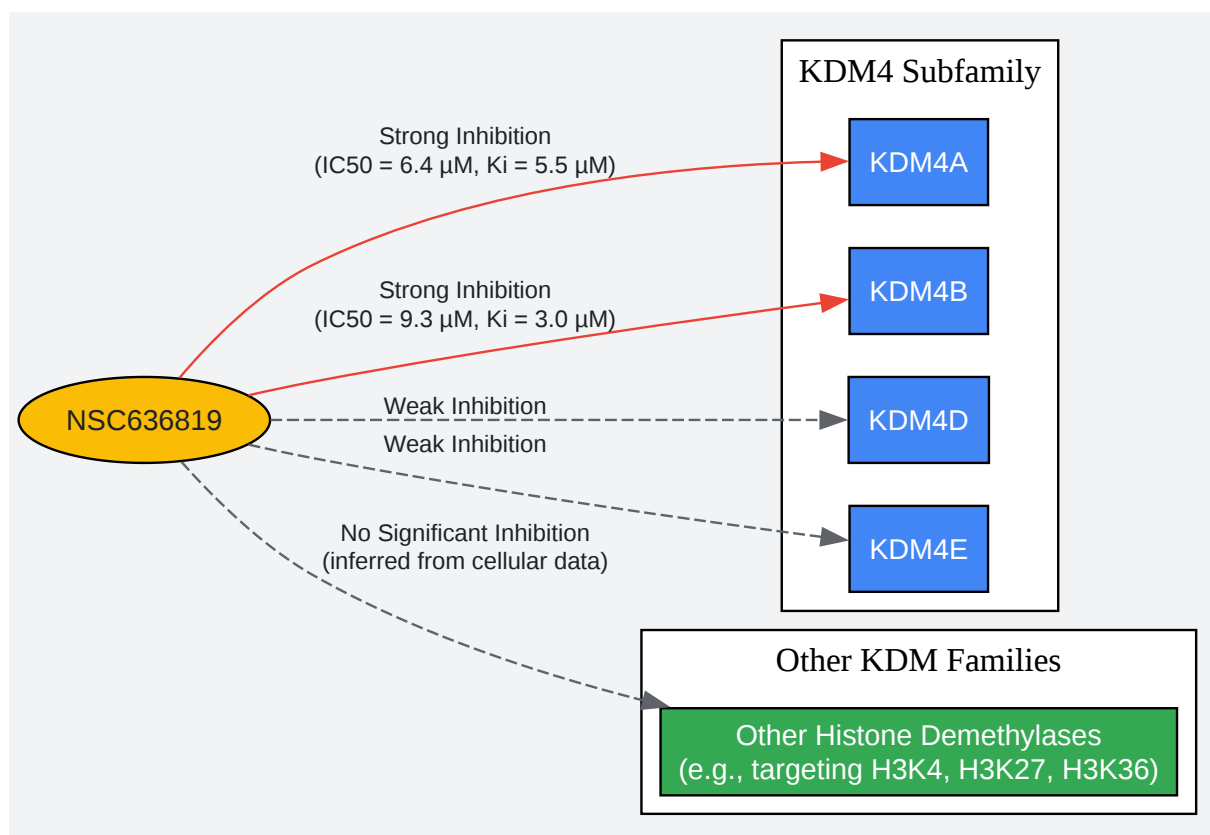 KDM4 Subfamily
Strong Inhibition
(IC50 = 6.4 µM, Ki = 5.5 µM)
KDM4A
Strong Inhibition
(IC50 = 9.3 µM, Ki = 3.0 µM)
KDM4B
NSC636819
Weak Inhibition
KDM4D
Weak Inhibition
KDM4E
No Significant Inhibition
(inferred from cellular data)
Other KDM Families
Other Histone Demethylases
(e.g., targeting H3K4, H3K27, H3K36)